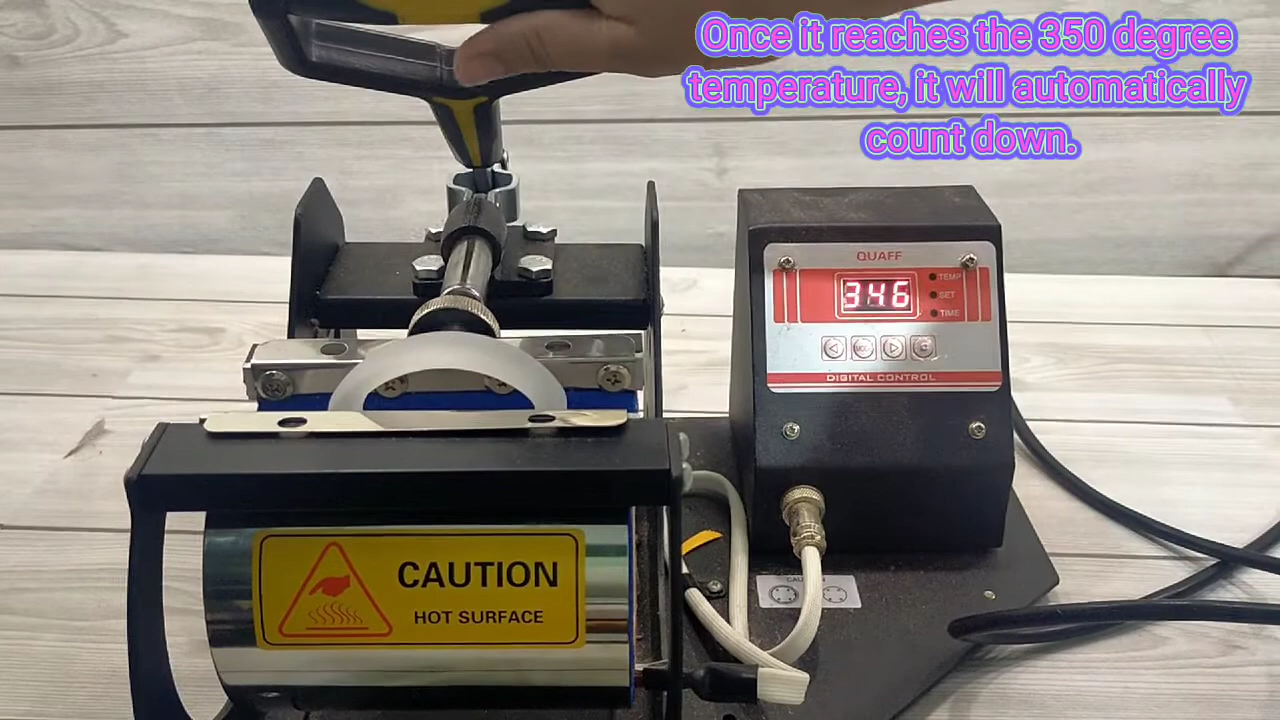 Once it reaches the 350 degree
temperature, it will automatically
count down.
QUAFF
346
TEMP
SET
TIME
DIGITAL CONTROL
CAUTION
HOT SURFACE